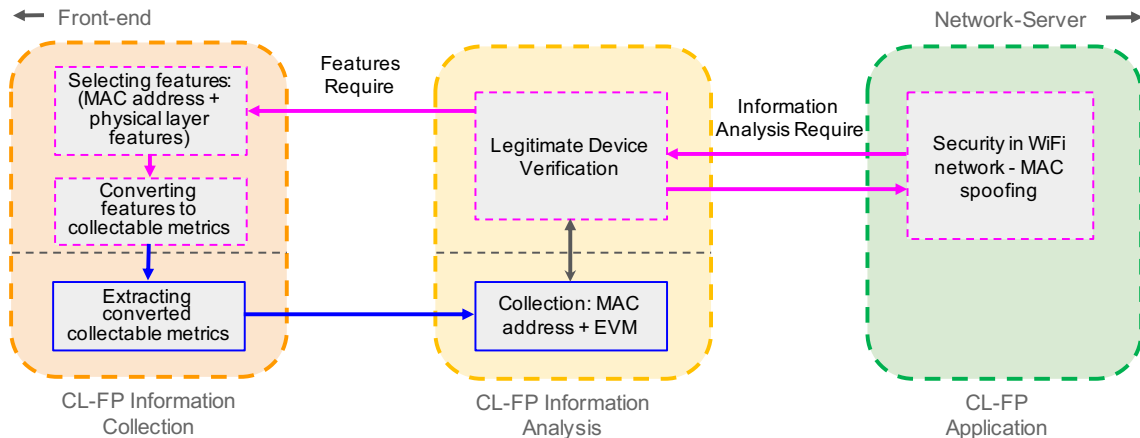 Front-end
Network-Server
Selecting features:
(MAC address +
physical layer
features)
Converting
features to
collectable metrics
Extracting
converted
collectable metrics
Features
Require
Legitimate Device
Verification
Collection: MAC
address + EVM
Information
Analysis Require
Security in WiFi
network - MAC
spoofing
CL-FP Information
Collection
CL-FP Information
Analysis
CL-FP
Application